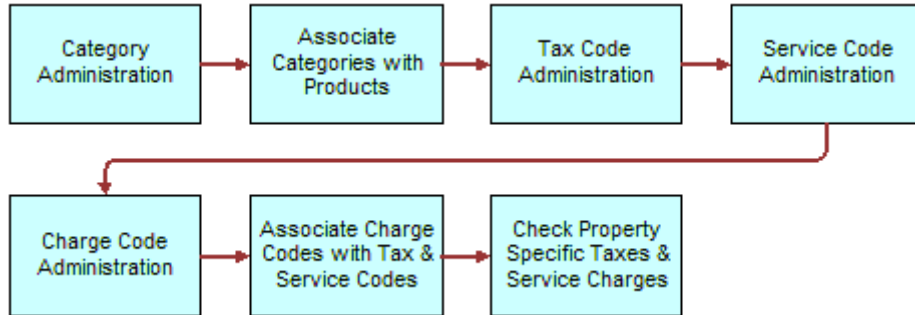 Category
Administration
Associate
Categories with
Products
Tax Code
Administration
Service Code
Administration
Charge Code
Administration
Associate Charge
Codes with Tax &
Service Codes
Check Property
Specific Taxes &
Service Charges